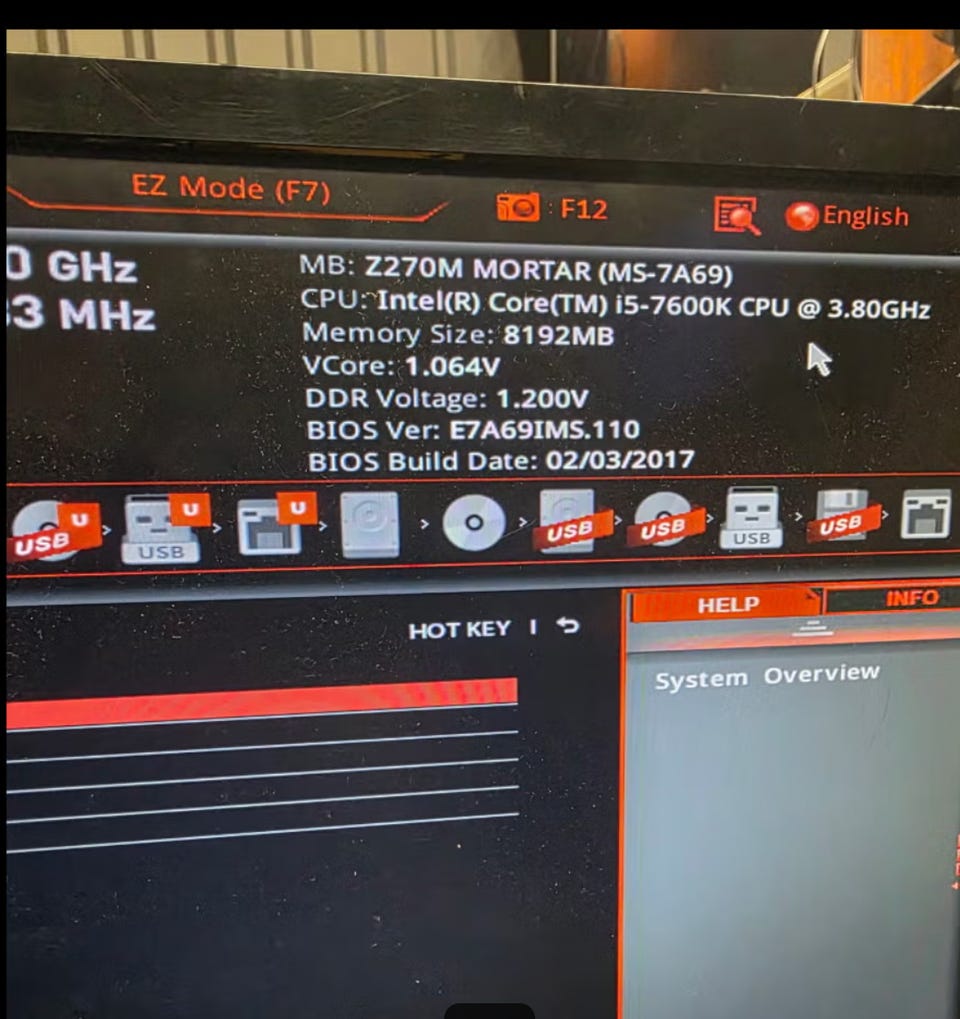 EZ Mode (F7)
: F12
English
0 GHz
33 MHz
MB: Z270M MORTAR (MS-7A69)
CPU: Intel(R) Core(TM) i5-7600K CPU @ 3.80GHz
Memory Size: 8192MB
VCore: 1.064V
DDR Voltage: 1.200V
BIOS Ver: E7A69IMS.110
BIOS Build Date: 02/03/2017
U U U
USB USB USB USB USB USB
HOT KEY |
HELP INFO
System Overview